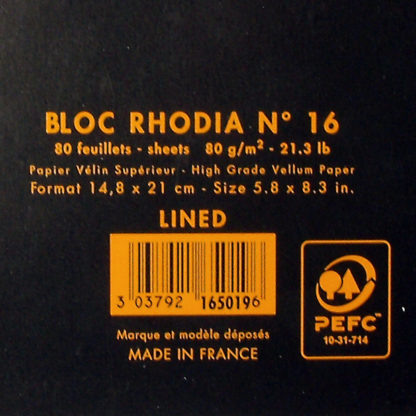 BLOC RHODIA N° 16
80 feuillets - sheets 80 g/m² - 21.3 lb
Papier Vélin Supérieur - High Grade Vellum Paper
Format 14,8 x 21 cm - Size 5.8 x 8.3 in.
LINED
3 03792 1650196
PEFC™
10-31-714
Marque et modèle déposés
MADE IN FRANCE